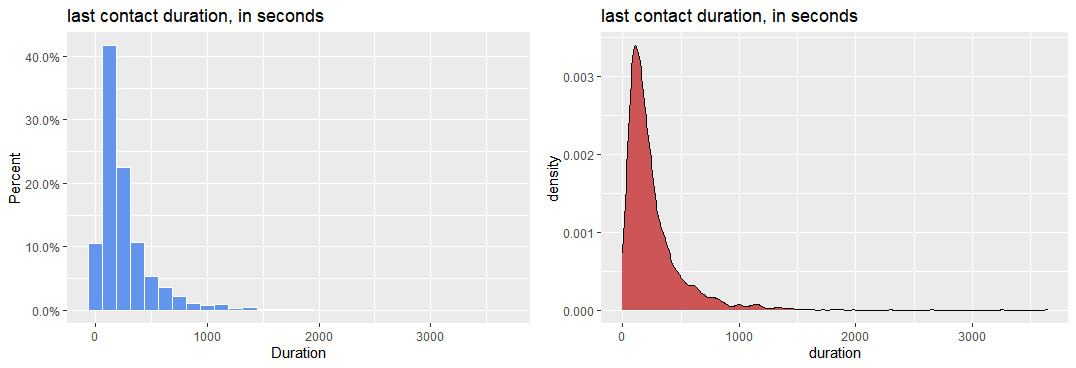 last contact duration, in seconds
Percent
40.0%
30.0%
20.0%
10.0%
0.0%
0 1000 2000 3000
Duration
last contact duration, in seconds
density
0.003
0.002
0.001
0.000
0 1000 2000 3000
duration